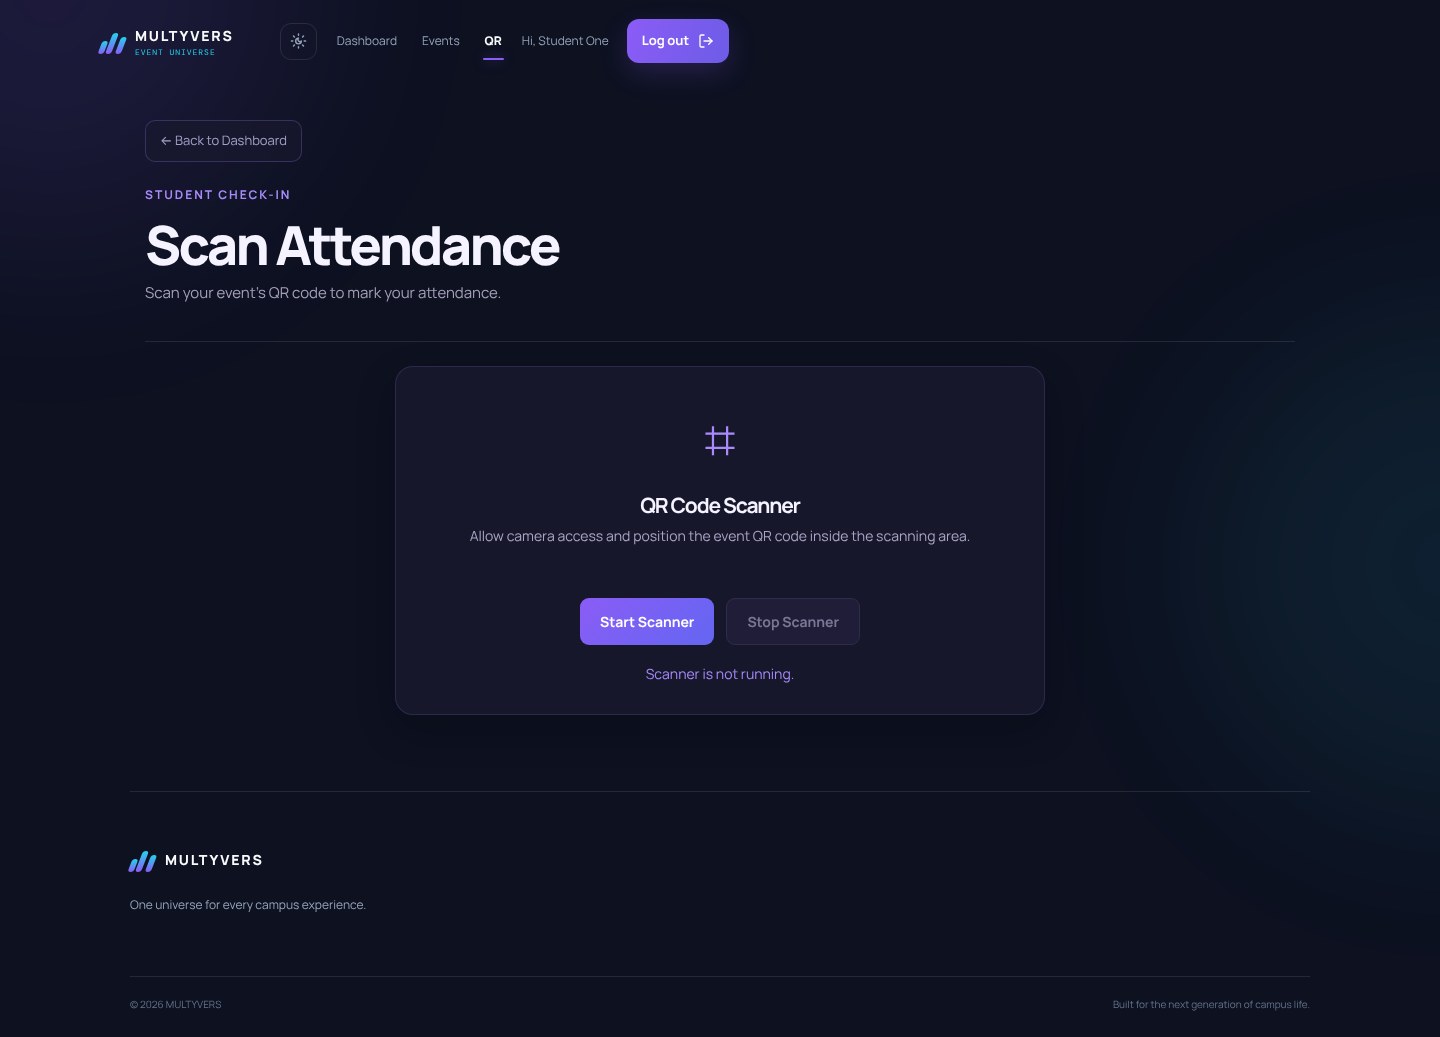 MULTYVERS
EVENT UNIVERSE
Dashboard
Events
QR
Hi, Student One
Log out
← Back to Dashboard
STUDENT CHECK-IN
Scan Attendance
Scan your event's QR code to mark your attendance.
QR Code Scanner
Allow camera access and position the event QR code inside the scanning area.
Start Scanner
Stop Scanner
Scanner is not running.
MULTYVERS
One universe for every campus experience.
© 2026 MULTYVERS
Built for the next generation of campus life.